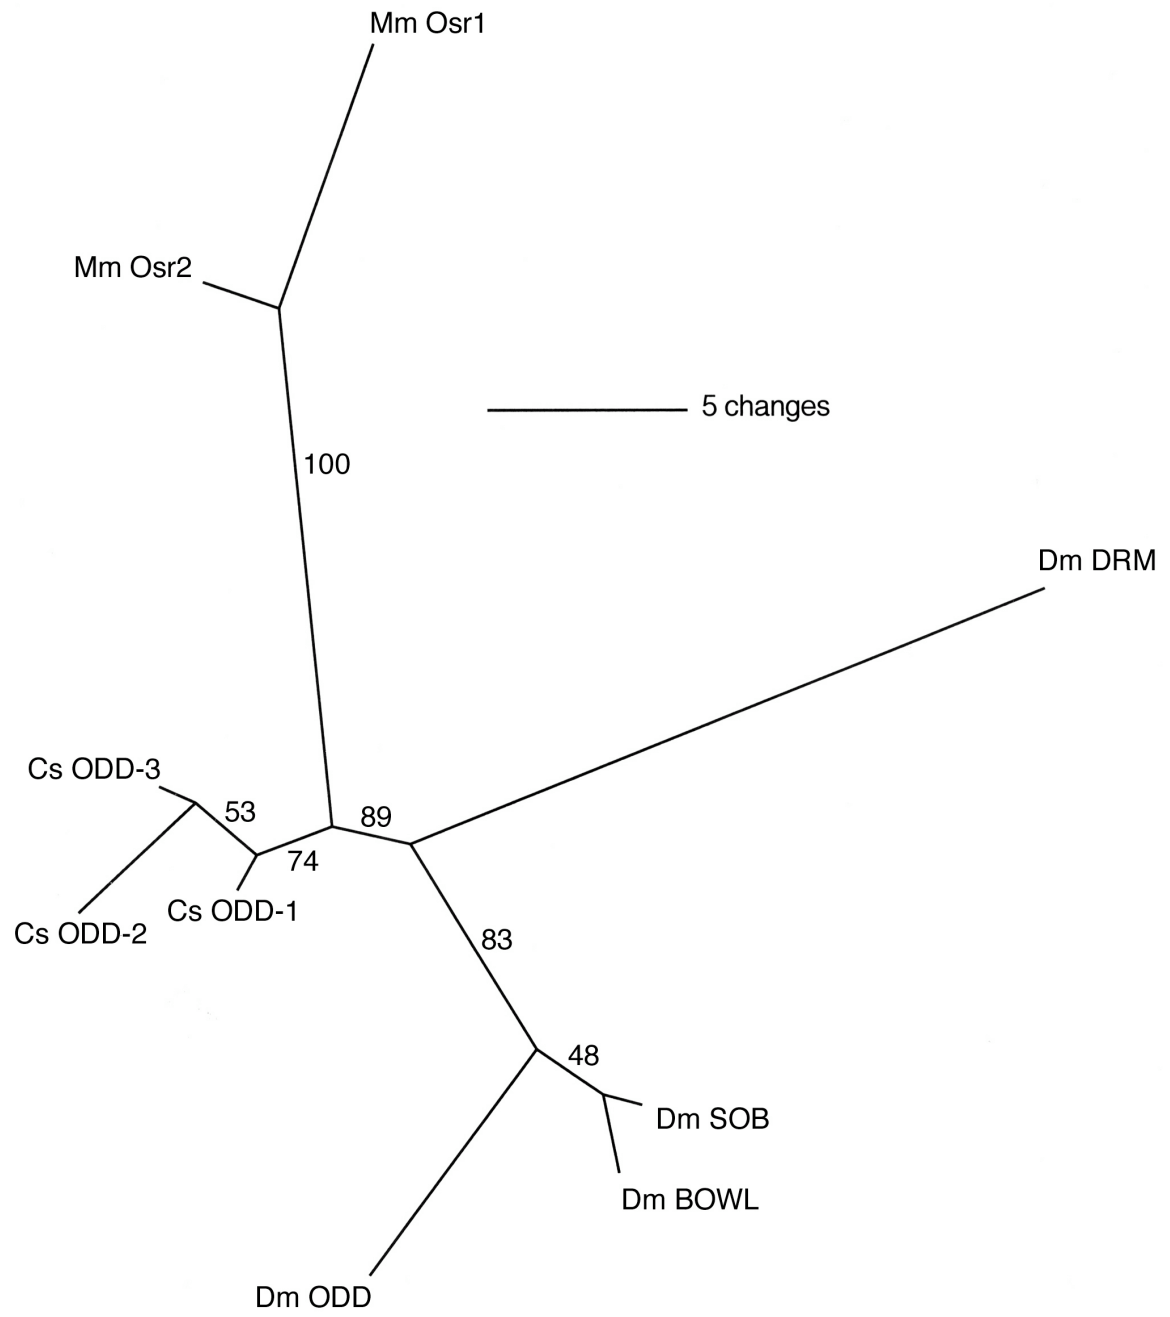 Mm Osr1
Mm Osr2
5 changes
100
Dm DRM
Cs ODD-3
53
89
74
Cs ODD-1
Cs ODD-2
83
48
Dm SOB
Dm BOWL
Dm ODD